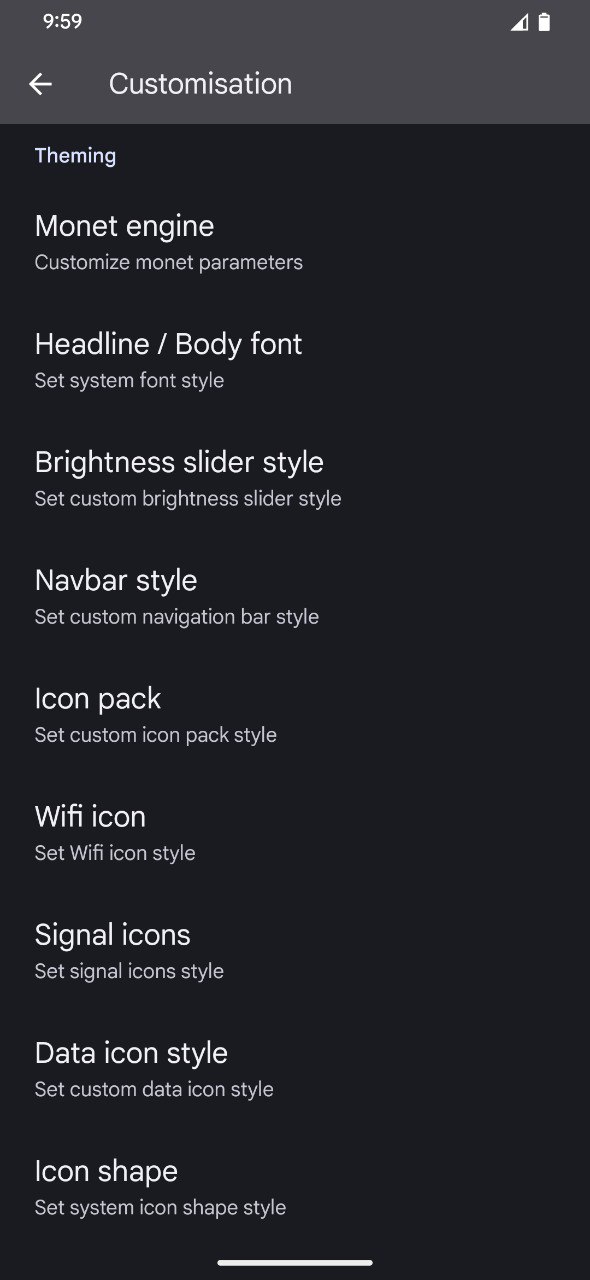 9:59
Customisation
Theming
Monet engine
Customize monet parameters
Headline / Body font
Set system font style
Brightness slider style
Set custom brightness slider style
Navbar style
Set custom navigation bar style
Icon pack
Set custom icon pack style
Wifi icon
Set Wifi icon style
Signal icons
Set signal icons style
Data icon style
Set custom data icon style
Icon shape
Set system icon shape style